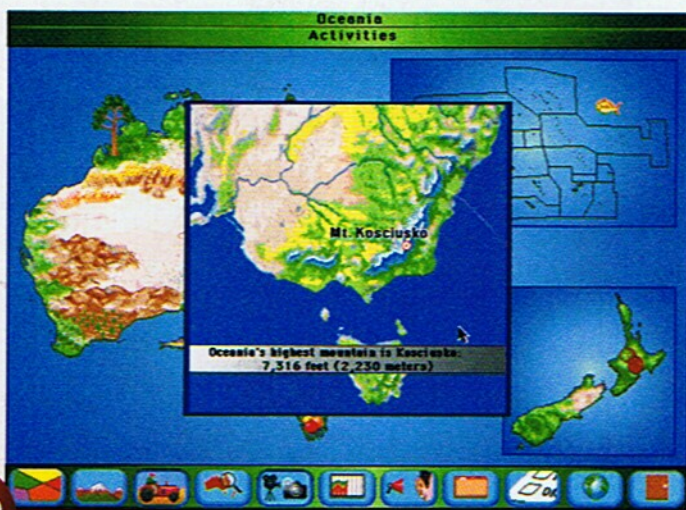 Oceania
Activities
Mt. Kosciusko
Oceania's highest mountain is Kosciusko:
7,316 feet (2,230 meters)